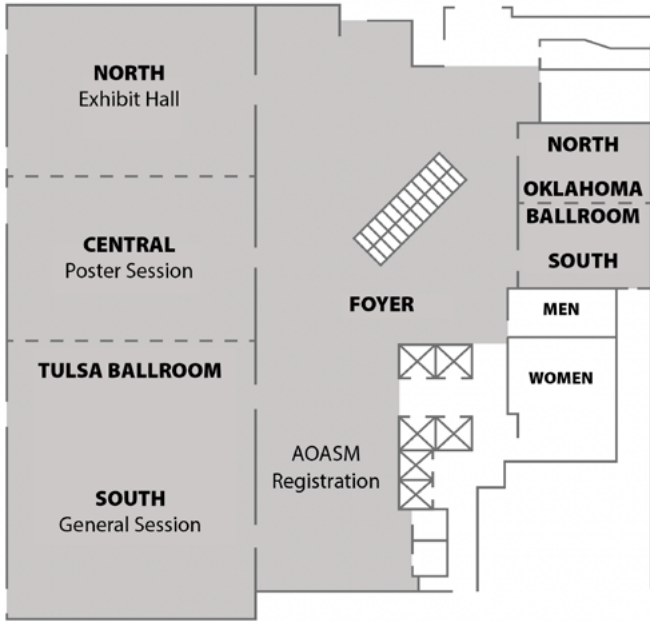 NORTH
Exhibit Hall
CENTRAL
Poster Session
TULSA BALLROOM
SOUTH
General Session
FOYER
AOASM
Registration
NORTH
OKLAHOMA
BALLROOM
SOUTH
MEN
WOMEN